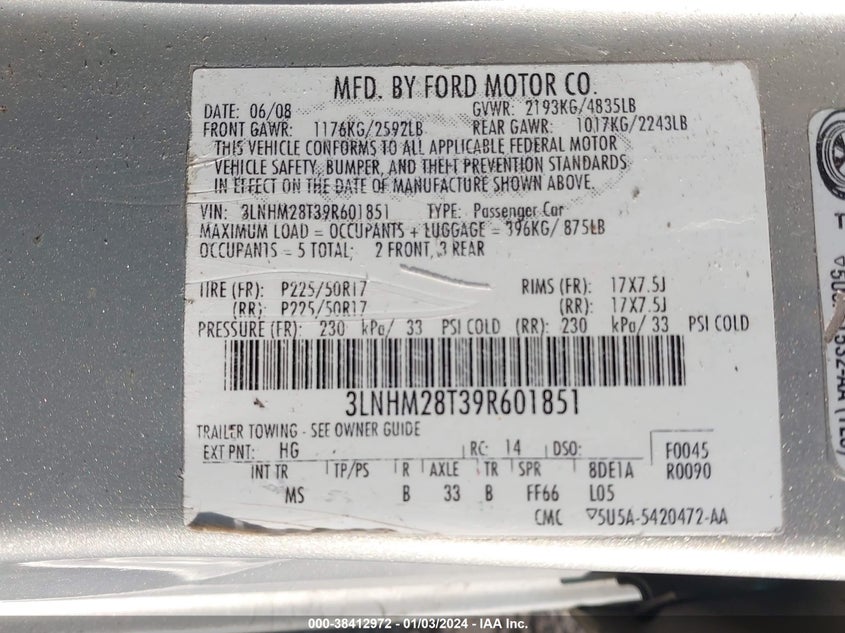 MFD. BY FORD MOTOR CO.
DATE: 06/08 GVWR: 2193KG/4835LB
FRONT GAWR: 1176KG/2592LB REAR GAWR: 1017KG/2243LB
THIS VEHICLE CONFORMS TO ALL APPLICABLE FEDERAL MOTOR
VEHICLE SAFETY, BUMPER, AND THEFT PREVENTION STANDARDS
IN EFFECT ON THE DATE OF MANUFACTURE SHOWN ABOVE.
VIN: 3LNHM28T39R601851 TYPE: Passenger Car
MAXIMUM LOAD = OCCUPANTS + LUGGAGE = 396KG/ 875LB
OCCUPANTS = 5 TOTAL; 2 FRONT, 3 REAR
TIRE (FR): P225/50R17 RIMS (FR): 17X7.5J
(RR): P225/50R17 (RR): 17X7.5J
PRESSURE (FR): 230 kPa/ 33 PSI COLD (RR): 230 kPa/ 33 PSI COLD
3LNHM28T39R601851
TRAILER TOWING - SEE OWNER GUIDE
EXT PNT: HG RC: 14 DSO: F0045
INT TR TP/PS R AXLE TR SPR 8DE1A R0090
MS B 33 B FF66 L05
CMC 5U5A-5420472-AA
000-38412972 - 01/03/2024 - IAA Inc.